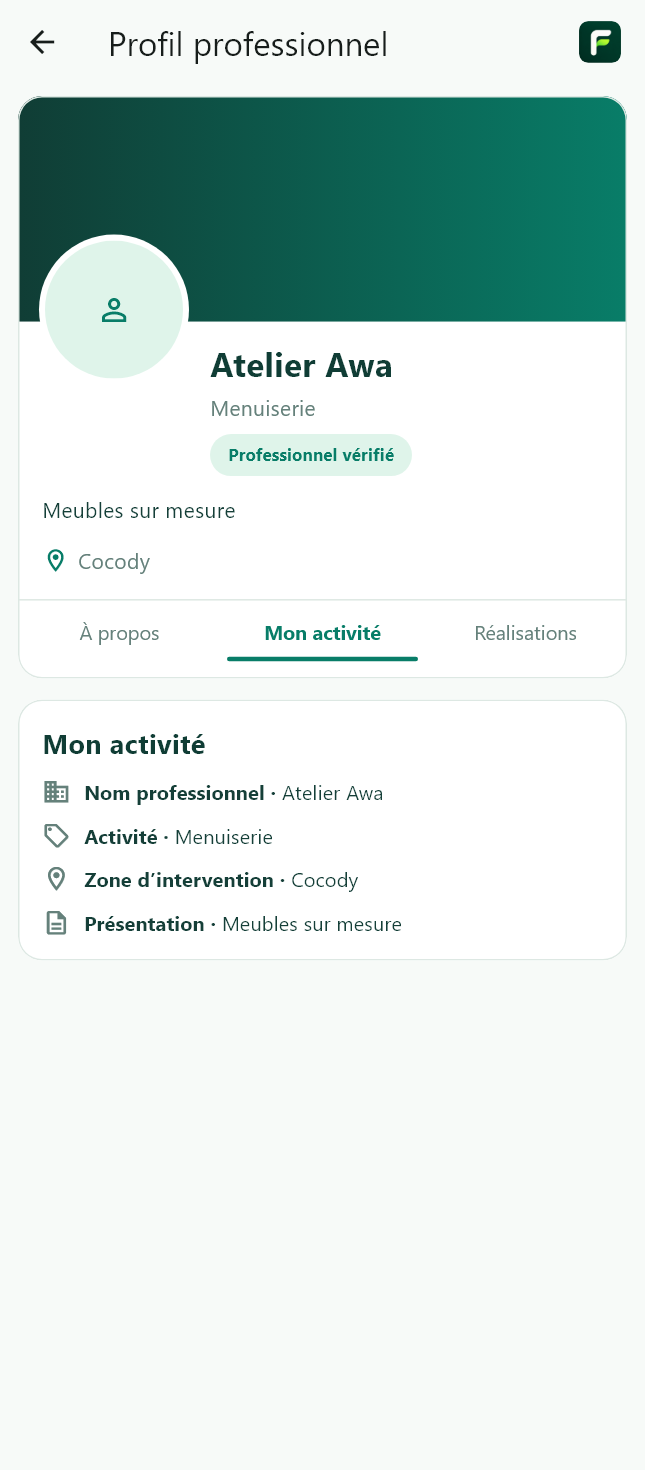 Profil professionnel
Atelier Awa
Menuiserie
Professionnel vérifié
Meubles sur mesure
Cocody
À propos
Mon activité
Réalisations
Mon activité
Nom professionnel · Atelier Awa
Activité · Menuiserie
Zone d’intervention · Cocody
Présentation · Meubles sur mesure